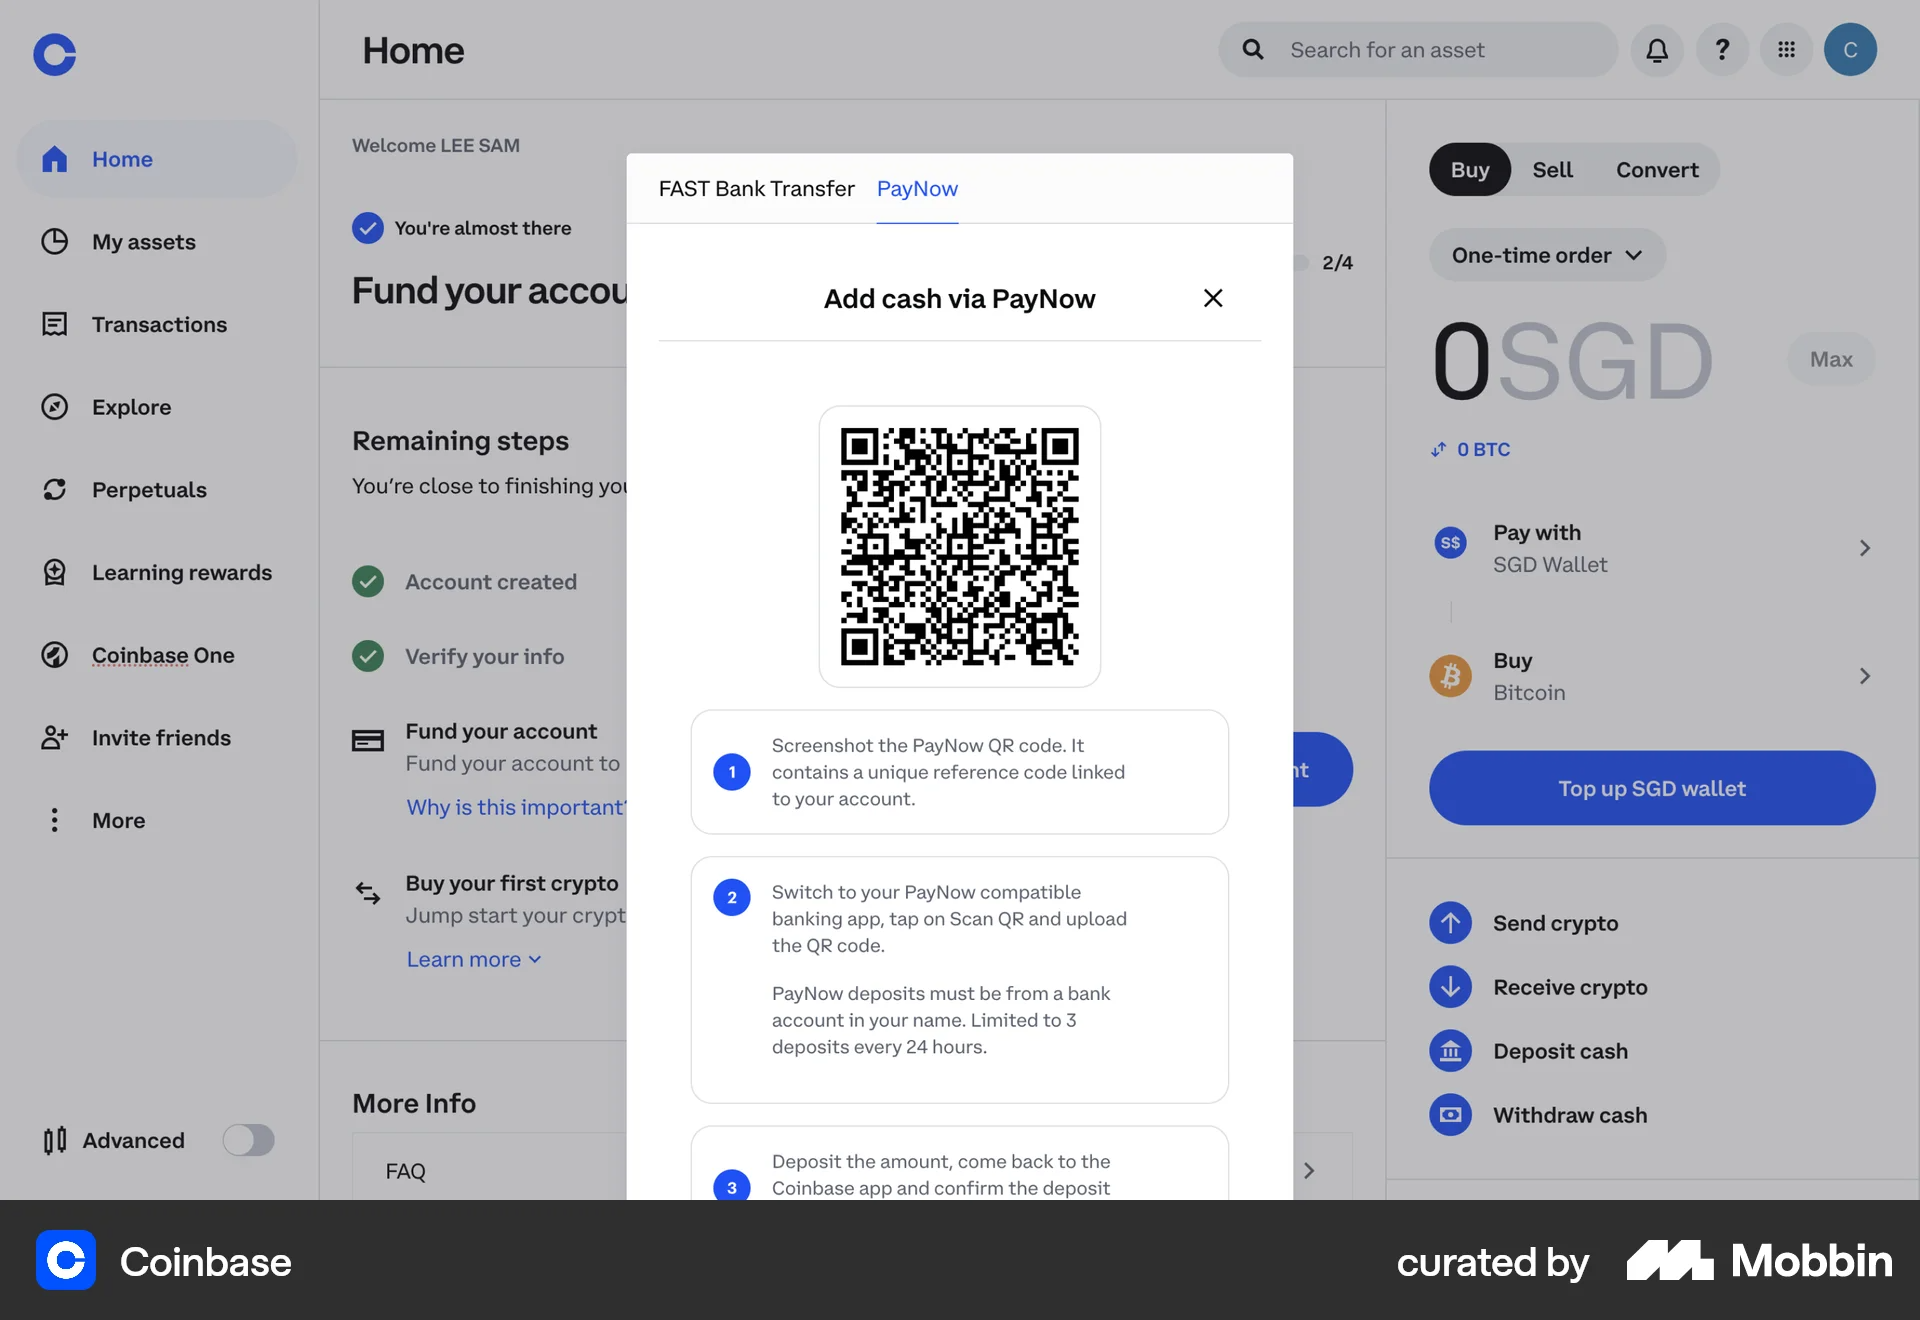 Home
Search for an asset
?
C
Home
My assets
Transactions
Explore
Perpetuals
Learning rewards
Coinbase One
Invite friends
More
Advanced
Welcome LEE SAM
You're almost there
2/4
Fund your accou
Remaining steps
You’re close to finishing you
Account created
Verify your info
Fund your account
Fund your account to
Why is this important?
nt
Buy your first crypto
Jump start your crypt
Learn more
More Info
FAQ
FAST Bank Transfer PayNow
Add cash via PayNow
1
Screenshot the PayNow QR code. It
contains a unique reference code linked
to your account.
2
Switch to your PayNow compatible
banking app, tap on Scan QR and upload
the QR code.
PayNow deposits must be from a bank
account in your name. Limited to 3
deposits every 24 hours.
3
Deposit the amount, come back to the
Coinbase app and confirm the deposit
Buy Sell Convert
One-time order
0SGD
Max
0 BTC
S$
Pay with
SGD Wallet
Buy
Bitcoin
Top up SGD wallet
Send crypto
Receive crypto
Deposit cash
Withdraw cash
Coinbase
curated by Mobbin